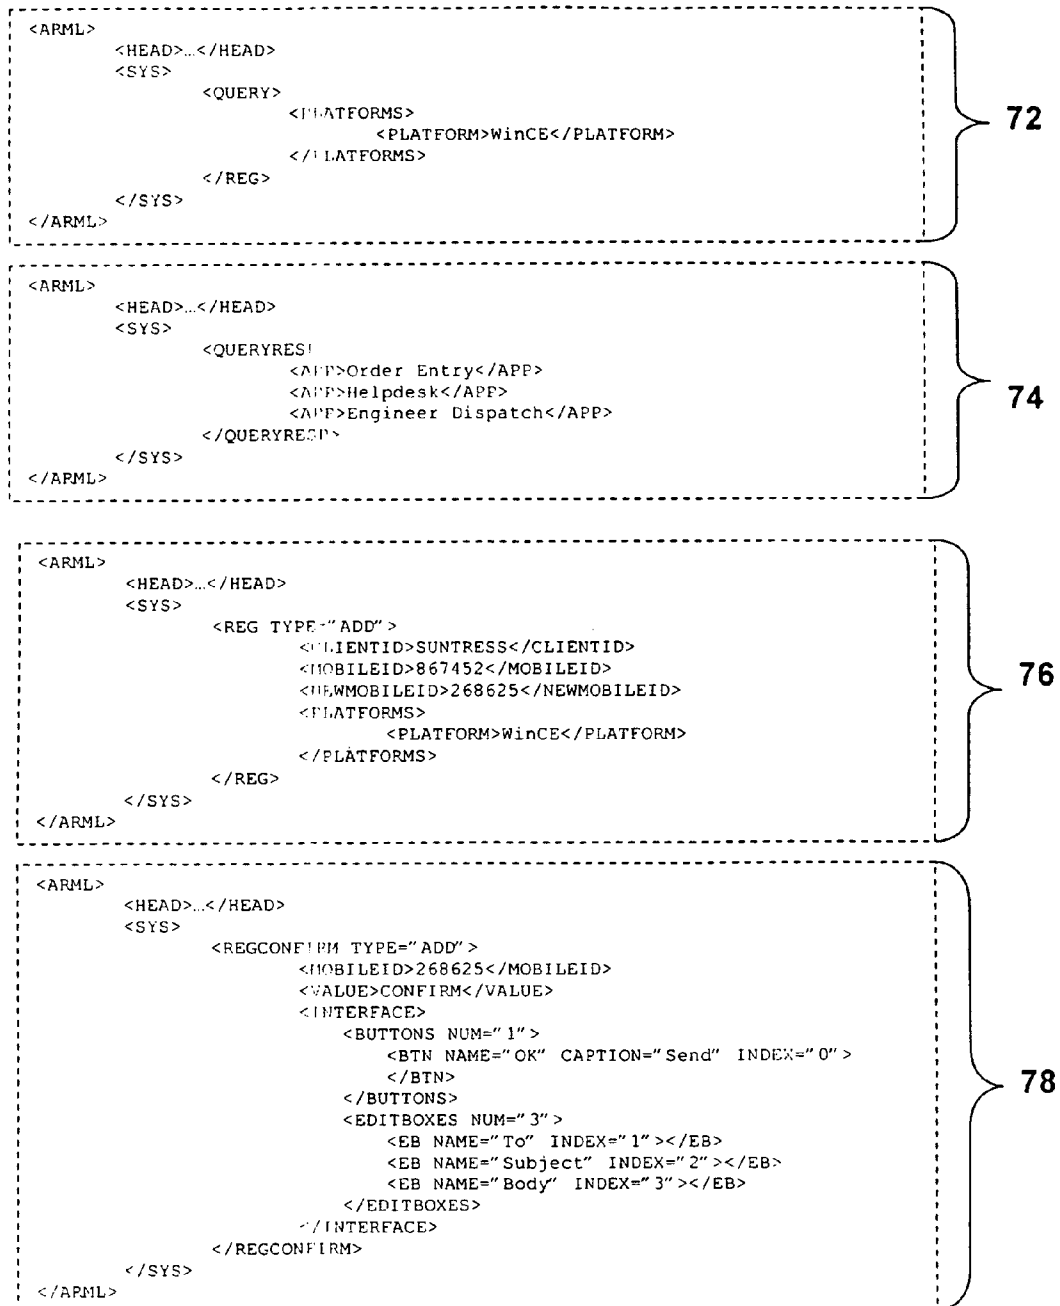 <ARML>
<HEAD>…</HEAD>
<SYS>
<QUERY>
<PLATFORMS>
<PLATFORM>WinCE</PLATFORM>
</PLATFORMS>
</REG>
</SYS>
</ARML>
72
<ARML>
<HEAD>…</HEAD>
<SYS>
<QUERYRESP
<APP>Order Entry</APP>
<APP>Helpdesk</APP>
<APP>Engineer Dispatch</APP>
</QUERYRESP>
</SYS>
</ARML>
74
<ARML>
<HEAD>…</HEAD>
<SYS>
<REG TYPE="ADD">
<CLIENTID>SUNTRESS</CLIENTID>
<MOBILEID>867452</MOBILEID>
<NEWMOBILEID>268625</NEWMOBILEID>
<PLATFORMS>
<PLATFORM>WinCE</PLATFORM>
</PLATFORMS>
</REG>
</SYS>
</ARML>
76
<ARML>
<HEAD>…</HEAD>
<SYS>
<REGCONFIRM TYPE="ADD">
<MOBILEID>268625</MOBILEID>
<VALUE>CONFIRM</VALUE>
<INTERFACE>
<BUTTONS NUM="1">
<BTN NAME="OK" CAPTION="Send" INDEX="0">
</BTN>
</BUTTONS>
<EDITBOXES NUM="3">
<EB NAME="To" INDEX="1"></EB>
<EB NAME="Subject" INDEX="2"></EB>
<EB NAME="Body" INDEX="3"></EB>
</EDITBOXES>
</INTERFACE>
</REGCONFIRM>
</SYS>
</ARML>
78